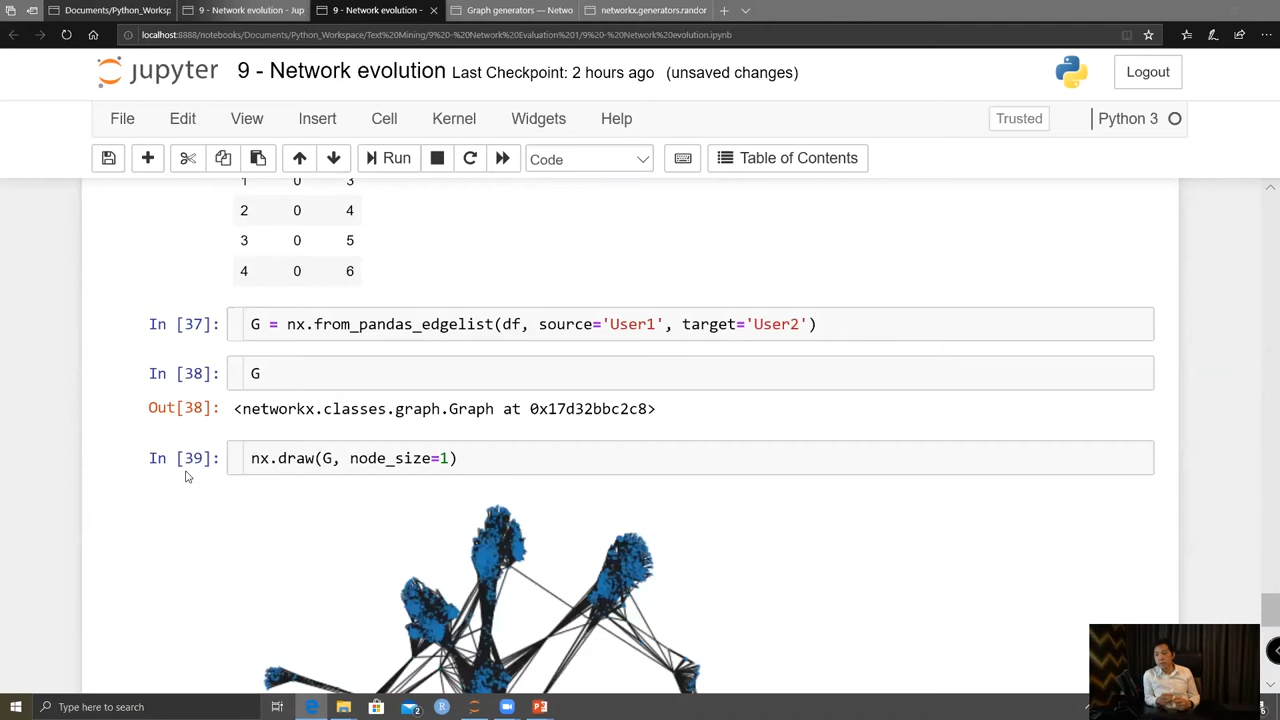 Documents/Python_Worksp
9 - Network evolution - Jup
9 - Network evolution -
Graph generators — Netwo
networkx.generators.randor
localhost:8888/notebooks/Documents/Python_Workspace/Text%20Mining/9%20-%20Network%20Evaluation%201/9%20-%20Network%20evolution.ipynb
jupyter 9 - Network evolution Last Checkpoint: 2 hours ago (unsaved changes)
Logout
File Edit View Insert Cell Kernel Widgets Help Trusted Python 3
Run Code Table of Contents
1 0 3
2 0 4
3 0 5
4 0 6
In [37]: G = nx.from_pandas_edgelist(df, source='User1', target='User2')
In [38]: G
Out[38]: <networkx.classes.graph.Graph at 0x17d32bbc2c8>
In [39]: nx.draw(G, node_size=1)
Type here to search